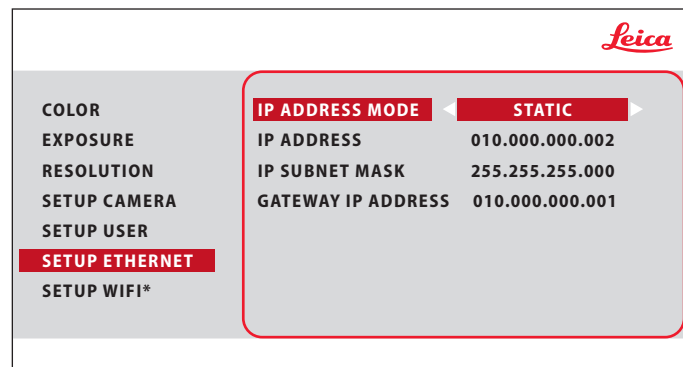 Leica
COLOR
EXPOSURE
RESOLUTION
SETUP CAMERA
SETUP USER
SETUP ETHERNET
SETUP WIFI*
IP ADDRESS MODE STATIC
IP ADDRESS 010.000.000.002
IP SUBNET MASK 255.255.255.000
GATEWAY IP ADDRESS 010.000.000.001